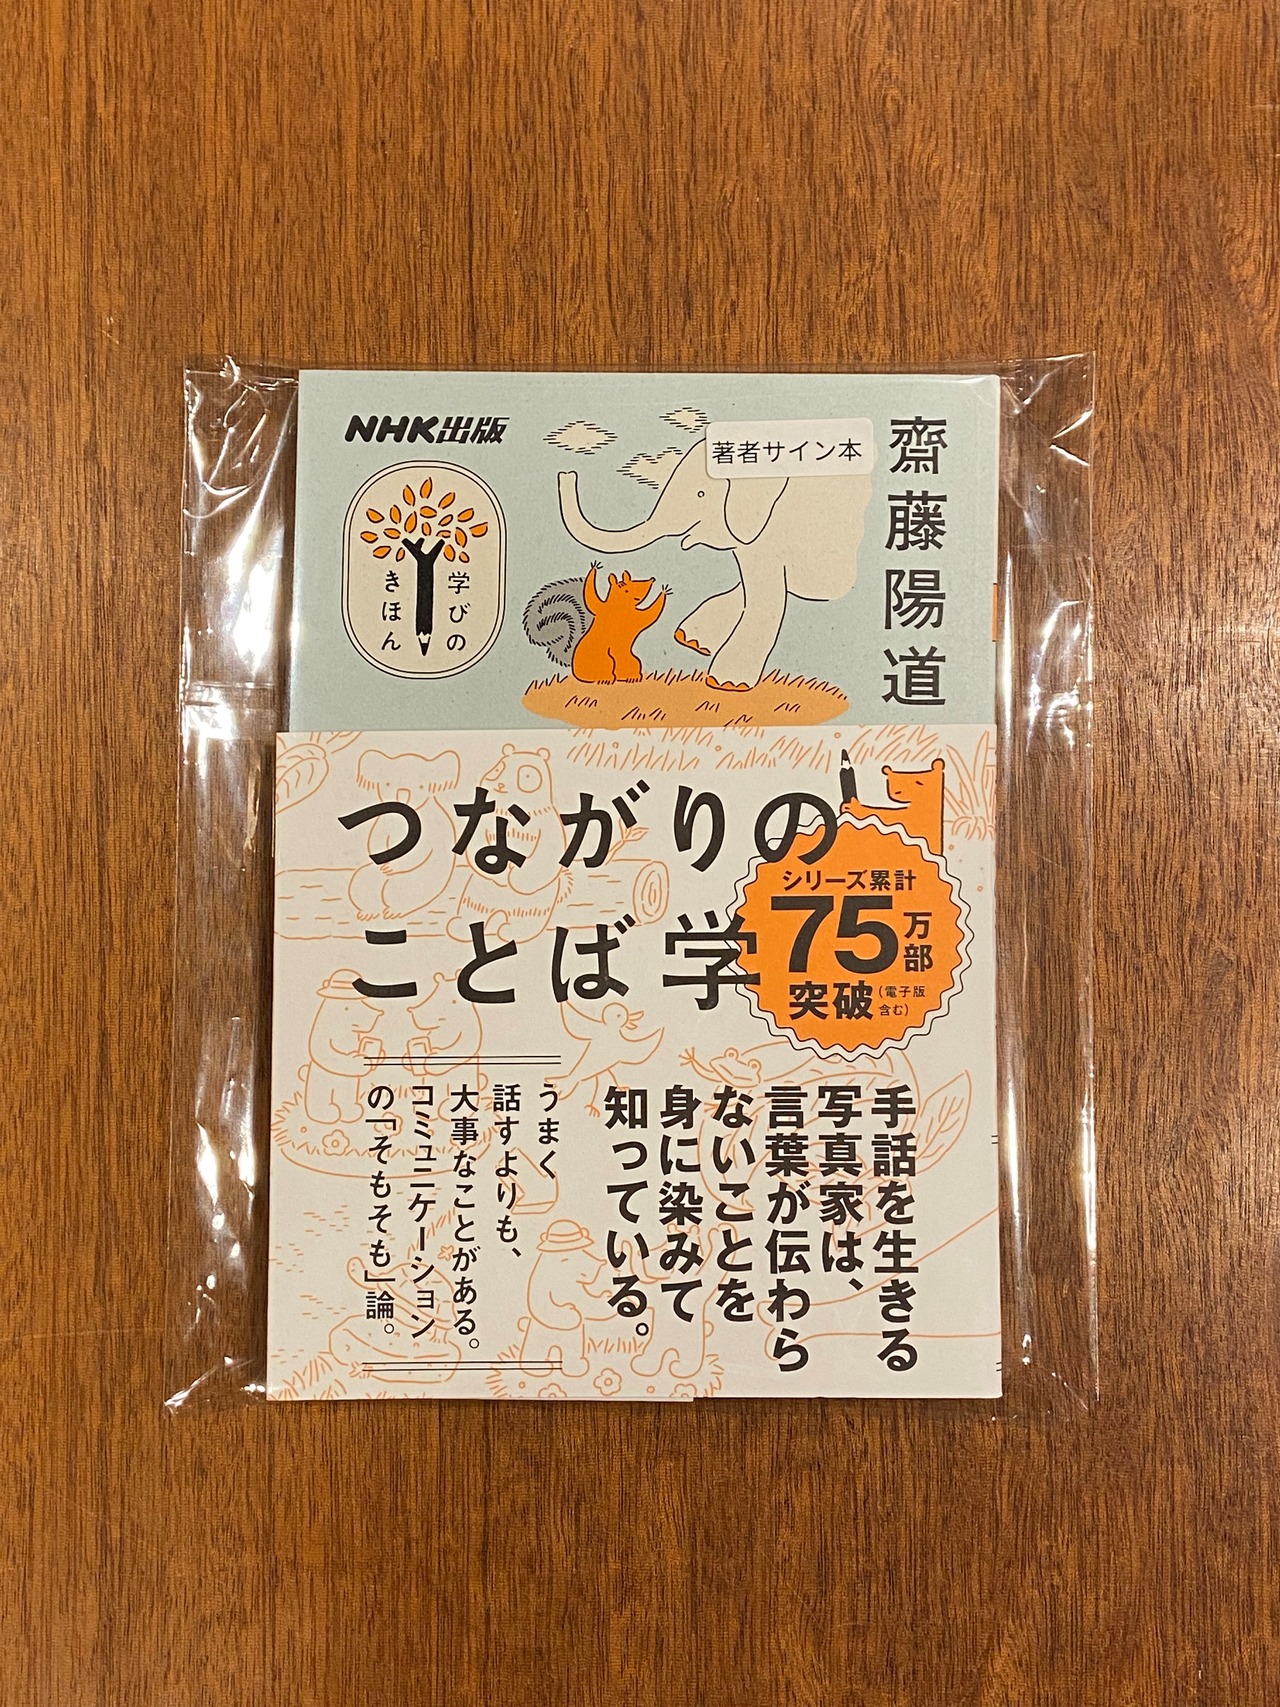 NHK出版
学びの
きほん
著者サイン本
齋藤陽道
つながりの
ことば学
シリーズ累計
75万部
突破(電子版
含む)
手話を生きる
写真家は、
言葉が伝わら
ないことを
身に染みて
知っている。
うまく
話すよりも、
大事なことがある。
コミュニケーション
の「そもそも」論。